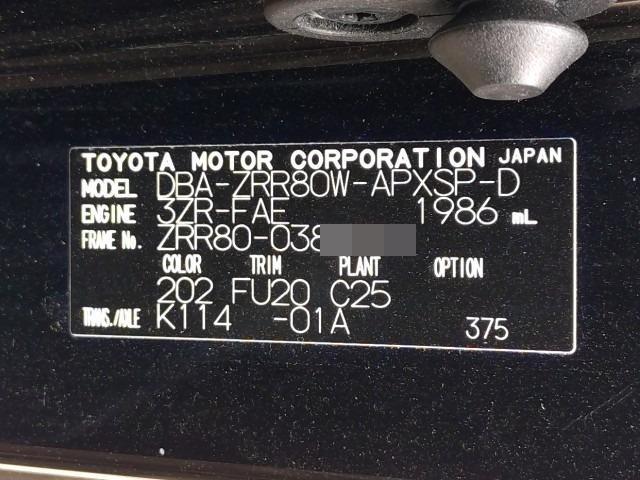 TOYOTA MOTOR CORPORATION JAPAN
MODEL DBA-ZRR80W-APXSP-D
ENGINE 3ZR-FAE 1986 mL
FRAME No. ZRR80-038
COLOR TRIM PLANT OPTION
202 FU20 C25
TRANS./AXLE K114 -01A 375